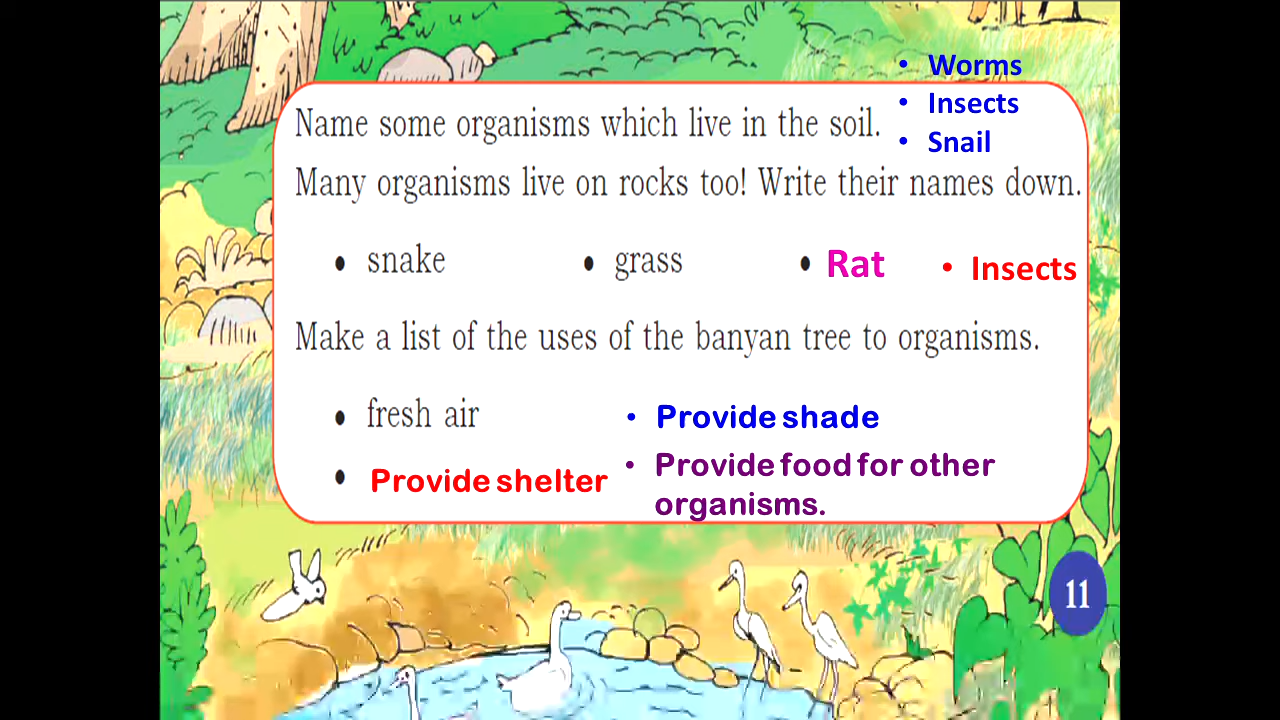 • Worms
Name some organisms which live in the soil. • Insects
• Snail
Many organisms live on rocks too! Write their names down.
• snake • grass • Rat • Insects
Make a list of the uses of the banyan tree to organisms.
• fresh air • Provide shade
• Provide shelter • Provide food for other
organisms.
11